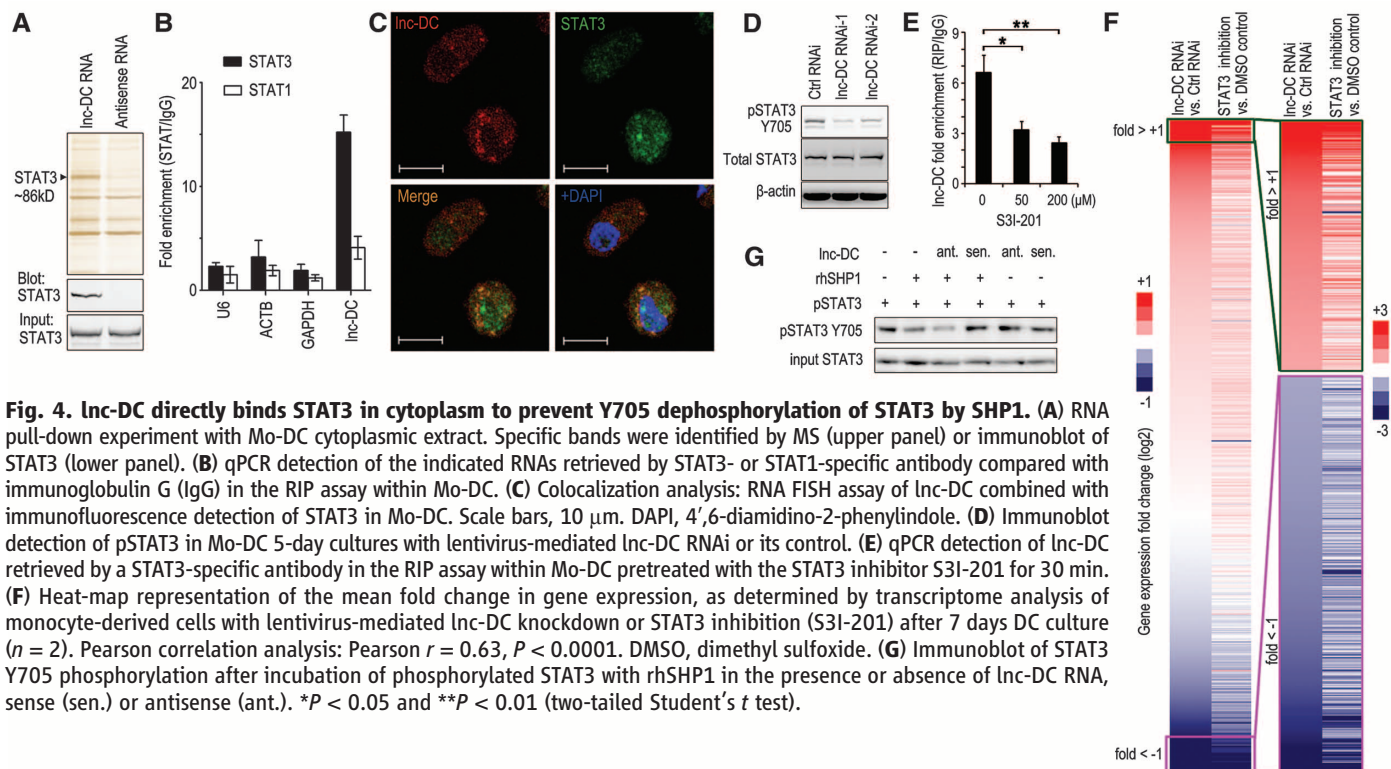 A
lnc-DC RNA
Antisense RNA
STAT3
~86kD
Blot:
STAT3
Input:
STAT3
B
Fold enrichment (STAT/IgG)
20
10
0
STAT3
STAT1
U6
ACTB
GAPDH
lnc-DC
C
lnc-DC
STAT3
Merge
+DAPI
D
Ctrl RNAi
lnc-DC RNAi-1
lnc-DC RNAi-2
pSTAT3
Y705
Total STAT3
β-actin
E
lnc-DC fold enrichment (RIP/IgG)
9
6
3
0
**
*
0 50 200 (μM)
S3I-201
F
lnc-DC RNAi
vs. Ctrl RNAi
STAT3 inhibition
vs. DMSO control
lnc-DC RNAi
vs. Ctrl RNAi
STAT3 inhibition
vs. DMSO control
fold > +1
fold > +1
+1
-1
+3
-3
Gene expression fold change (log2)
fold < -1
fold < -1
G
lnc-DC - - ant. sen. ant. sen.
rhSHP1 - + + + - -
pSTAT3 + + + + + +
pSTAT3 Y705
input STAT3
Fig. 4. lnc-DC directly binds STAT3 in cytoplasm to prevent Y705 dephosphorylation of STAT3 by SHP1. (A) RNA
pull-down experiment with Mo-DC cytoplasmic extract. Specific bands were identified by MS (upper panel) or immunoblot of
STAT3 (lower panel). (B) qPCR detection of the indicated RNAs retrieved by STAT3- or STAT1-specific antibody compared with
immunoglobulin G (IgG) in the RIP assay within Mo-DC. (C) Colocalization analysis: RNA FISH assay of lnc-DC combined with
immunofluorescence detection of STAT3 in Mo-DC. Scale bars, 10 μm. DAPI, 4′,6-diamidino-2-phenylindole. (D) Immunoblot
detection of pSTAT3 in Mo-DC 5-day cultures with lentivirus-mediated lnc-DC RNAi or its control. (E) qPCR detection of lnc-DC
retrieved by a STAT3-specific antibody in the RIP assay within Mo-DC pretreated with the STAT3 inhibitor S3I-201 for 30 min.
(F) Heat-map representation of the mean fold change in gene expression, as determined by transcriptome analysis of
monocyte-derived cells with lentivirus-mediated lnc-DC knockdown or STAT3 inhibition (S3I-201) after 7 days DC culture
(n = 2). Pearson correlation analysis: Pearson r = 0.63, P < 0.0001. DMSO, dimethyl sulfoxide. (G) Immunoblot of STAT3
Y705 phosphorylation after incubation of phosphorylated STAT3 with rhSHP1 in the presence or absence of lnc-DC RNA,
sense (sen.) or antisense (ant.). *P < 0.05 and **P < 0.01 (two-tailed Student's t test).